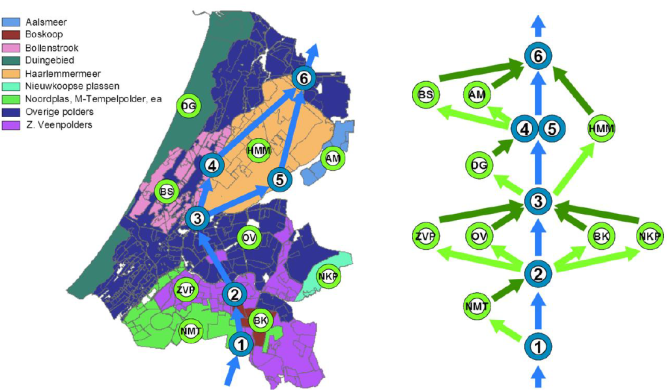 Aalsmeer
Boskoop
Bollenstrook
Duingebied
Haarlemmermeer
Nieuwkoopse plassen
Noordplas, M-Tempelpolder, ea
Overige polders
Z. Veenpolders
6
DG
HMM
AM
4
5
BS
3
OV
NKP
ZVP
2
BK
NMT
1
6
BS
AM
4
5
HMM
DG
3
ZVP
OV
BK
NKP
2
NMT
1